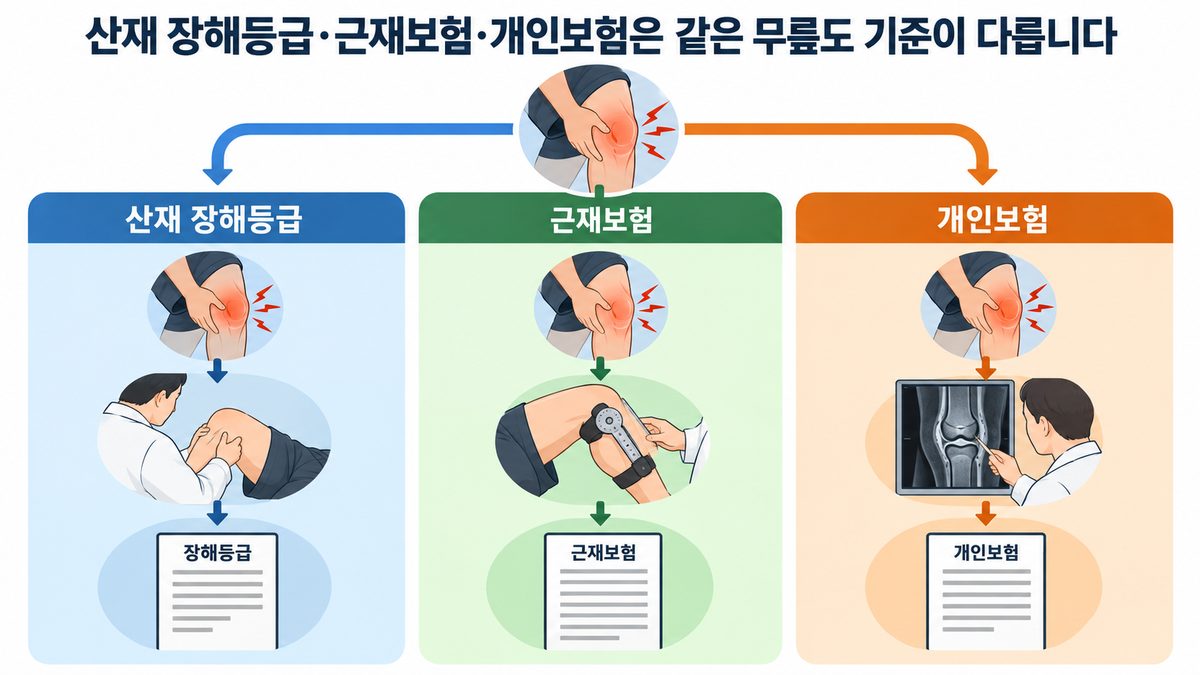 산재 장해등급·근재보험·개인보험은 같은 무릎도 기준이 다릅니다
산재 장해등급
근재보험
개인보험
장해등급
근재보험
개인보험